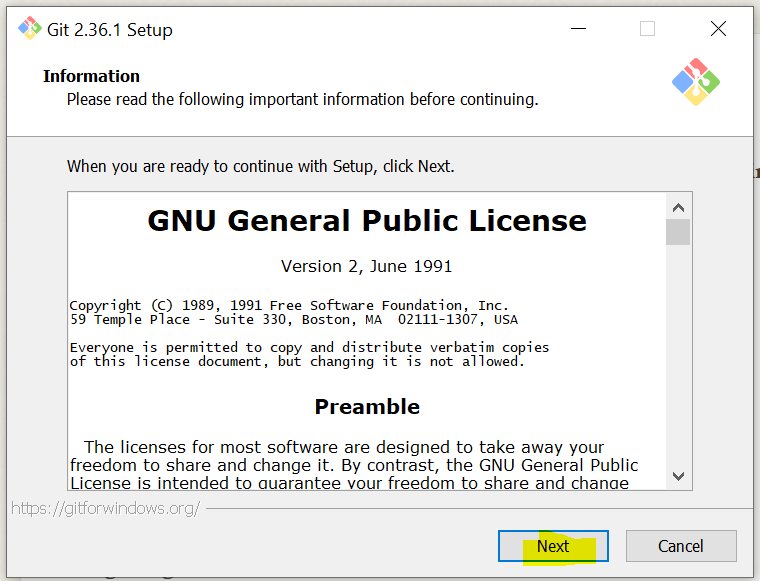 Git 2.36.1 Setup
Information
Please read the following important information before continuing.
When you are ready to continue with Setup, click Next.
GNU General Public License
Version 2, June 1991
Copyright (C) 1989, 1991 Free Software Foundation, Inc.
59 Temple Place - Suite 330, Boston, MA  02111-1307, USA
Everyone is permitted to copy and distribute verbatim copies
of this license document, but changing it is not allowed.
Preamble
The licenses for most software are designed to take away your
freedom to share and change it. By contrast, the GNU General Public
License is intended to guarantee your freedom to share and change
https://gitforwindows.org/
Next
Cancel